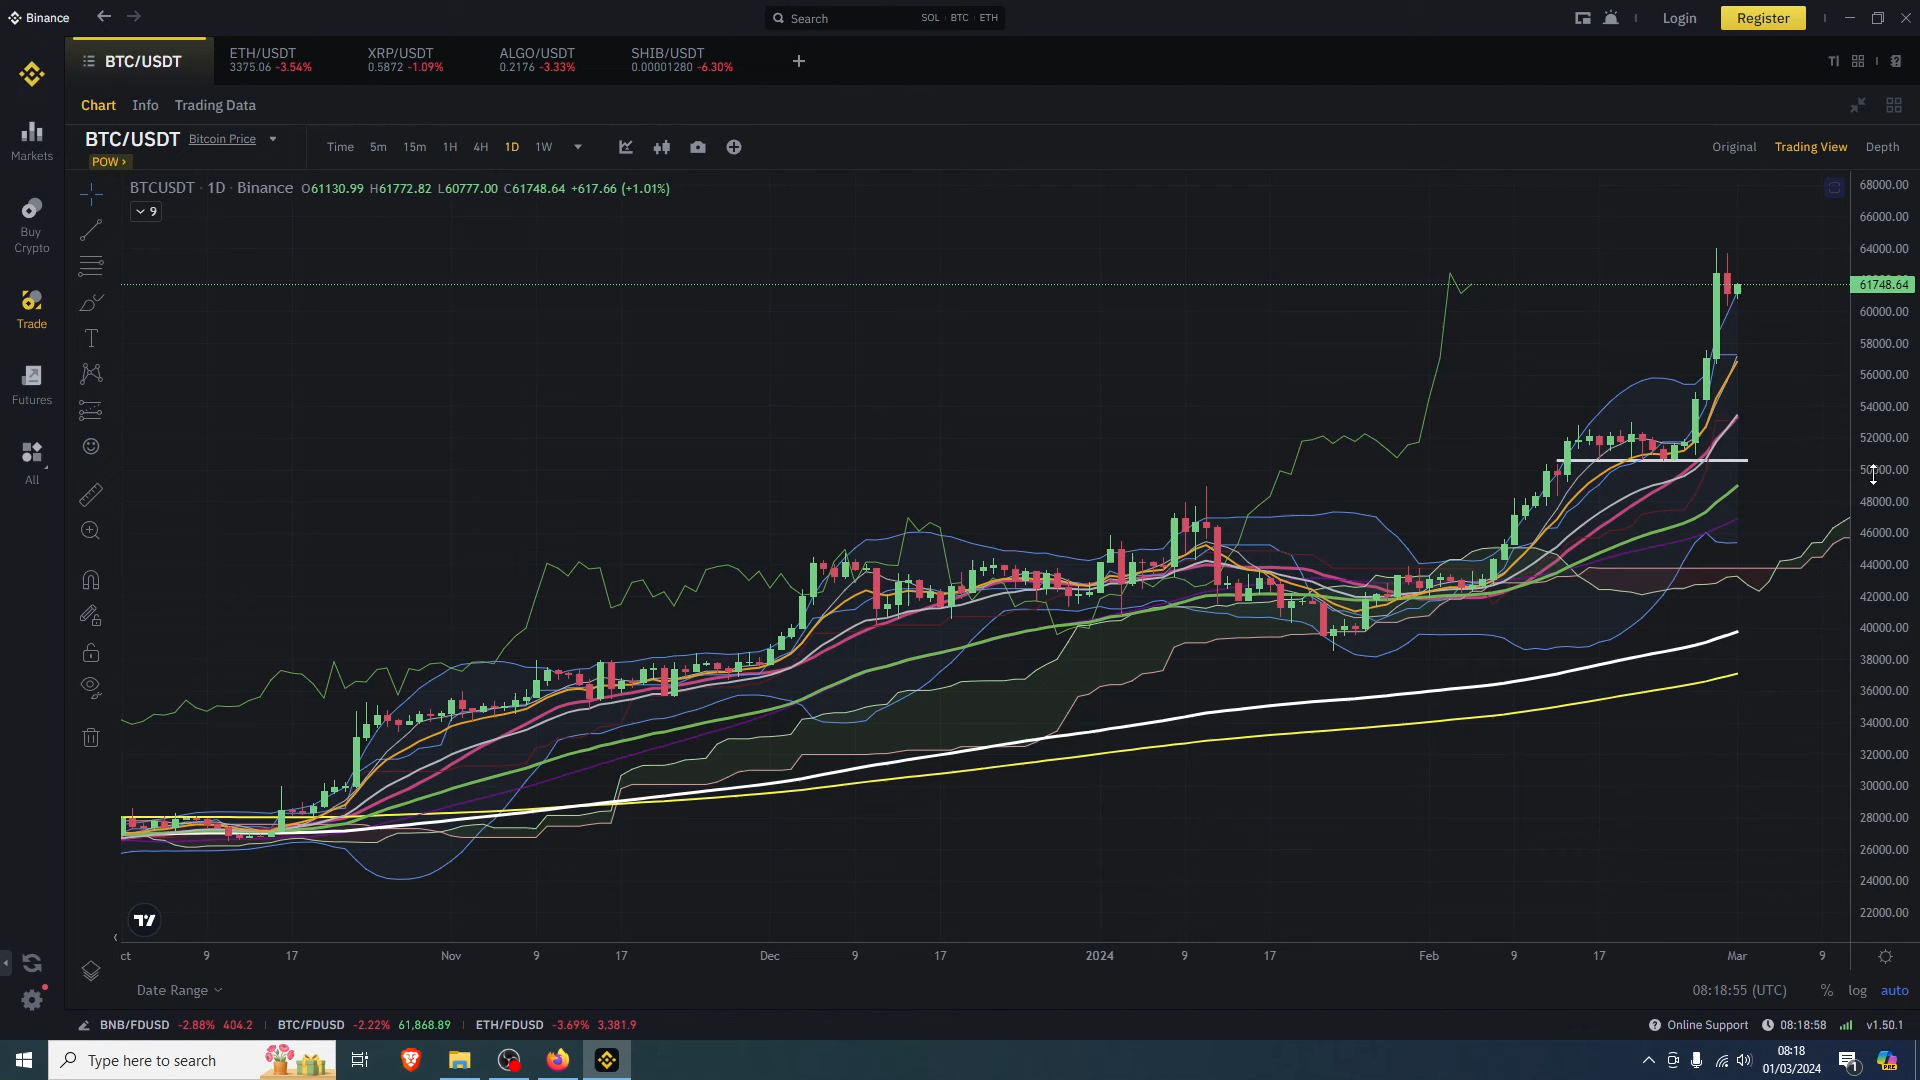 Binance
Search SOL · BTC · ETH
Login
Register
BTC/USDT
ETH/USDT
3375.06 -3.54%
XRP/USDT
0.5872 -1.09%
ALGO/USDT
0.2176 -3.33%
SHIB/USDT
0.00001280 -6.30%
Chart Info Trading Data
BTC/USDT Bitcoin Price
POW ›
Time 5m 15m 1H 4H 1D 1W
Original Trading View Depth
BTCUSDT · 1D · Binance O61130.99 H61772.82 L60777.00 C61748.64 +617.66 (+1.01%)
9
Markets
Buy
Crypto
Trade
Futures
All
68000.00
66000.00
64000.00
61748.64
60000.00
58000.00
56000.00
54000.00
52000.00
50000.00
48000.00
46000.00
44000.00
42000.00
40000.00
38000.00
36000.00
34000.00
32000.00
30000.00
28000.00
26000.00
24000.00
22000.00
ct 9 17 Nov 9 17 Dec 9 17 2024 9 17 Feb 9 17 Mar 9
Date Range
08:18:55 (UTC) % log auto
BNB/FDUSD -2.88% 404.2 BTC/FDUSD -2.22% 61,868.89 ETH/FDUSD -3.69% 3,381.9
Online Support 08:18:58 v1.50.1
Type here to search
08:18
01/03/2024
1
PRE